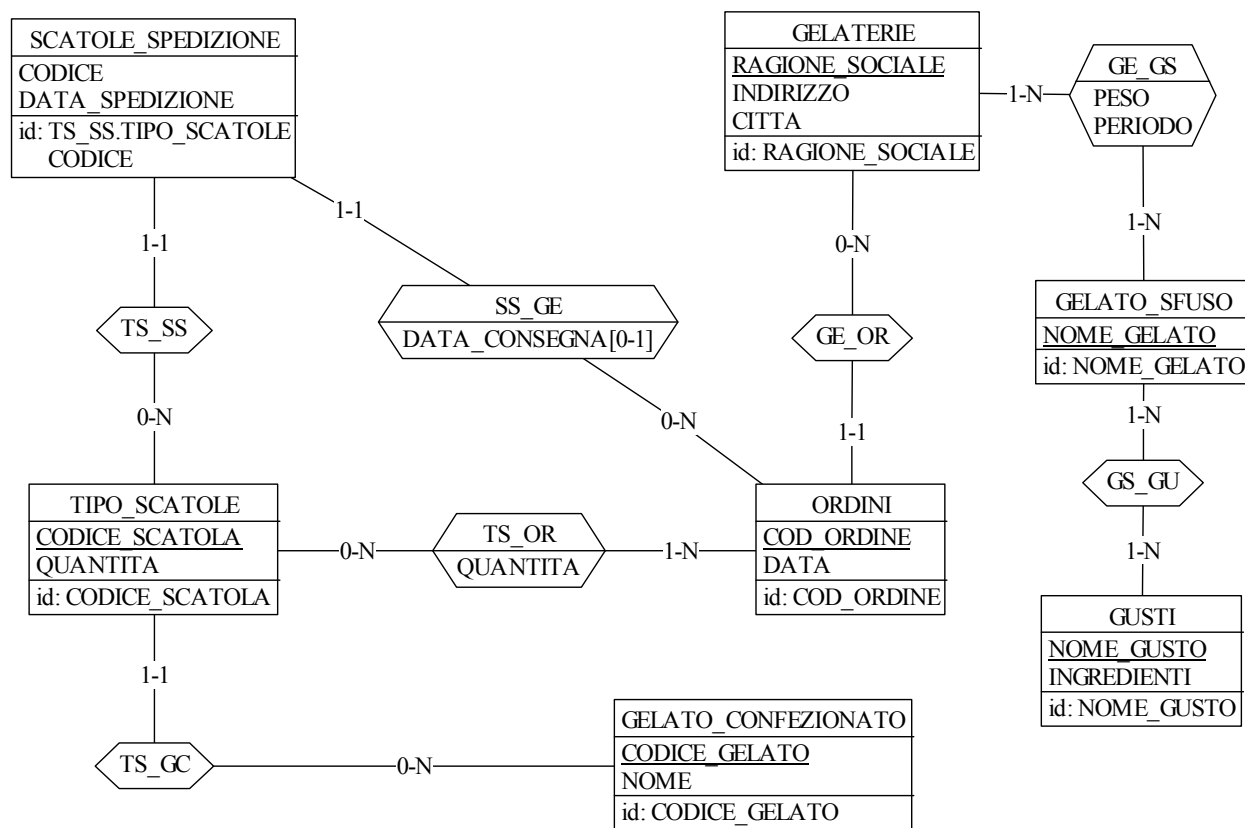 SCATOLE_SPEDIZIONE
CODICE
DATA_SPEDIZIONE
id: TS_SS.TIPO_SCATOLE
CODICE
GELATERIE
RAGIONE_SOCIALE
INDIRIZZO
CITTA
id: RAGIONE_SOCIALE
1-N
GE_GS
PESO
PERIODO
1-1
1-1
0-N
1-N
TS_SS
SS_GE
DATA_CONSEGNA[0-1]
GE_OR
GELATO_SFUSO
NOME_GELATO
id: NOME_GELATO
0-N
0-N
1-1
1-N
GS_GU
TIPO_SCATOLE
CODICE_SCATOLA
QUANTITA
id: CODICE_SCATOLA
0-N
TS_OR
QUANTITA
1-N
ORDINI
COD_ORDINE
DATA
id: COD_ORDINE
1-N
GUSTI
NOME_GUSTO
INGREDIENTI
id: NOME_GUSTO
1-1
TS_GC
0-N
GELATO_CONFEZIONATO
CODICE_GELATO
NOME
id: CODICE_GELATO